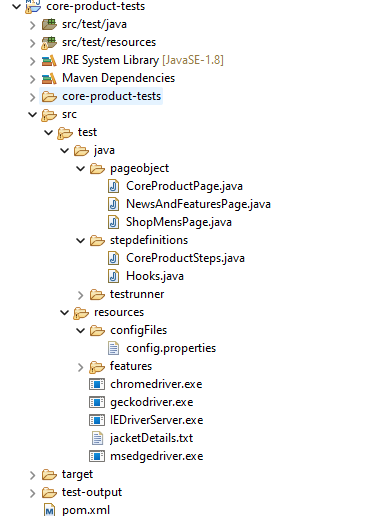 core-product-tests
src/test/java
src/test/resources
JRE System Library [JavaSE-1.8]
Maven Dependencies
core-product-tests
src
test
java
pageobject
CoreProductPage.java
NewsAndFeaturesPage.java
ShopMensPage.java
stepdefinitions
CoreProductSteps.java
Hooks.java
testrunner
resources
configFiles
config.properties
features
chromedriver.exe
geckodriver.exe
IEDriverServer.exe
jacketDetails.txt
msedgedriver.exe
target
test-output
pom.xml